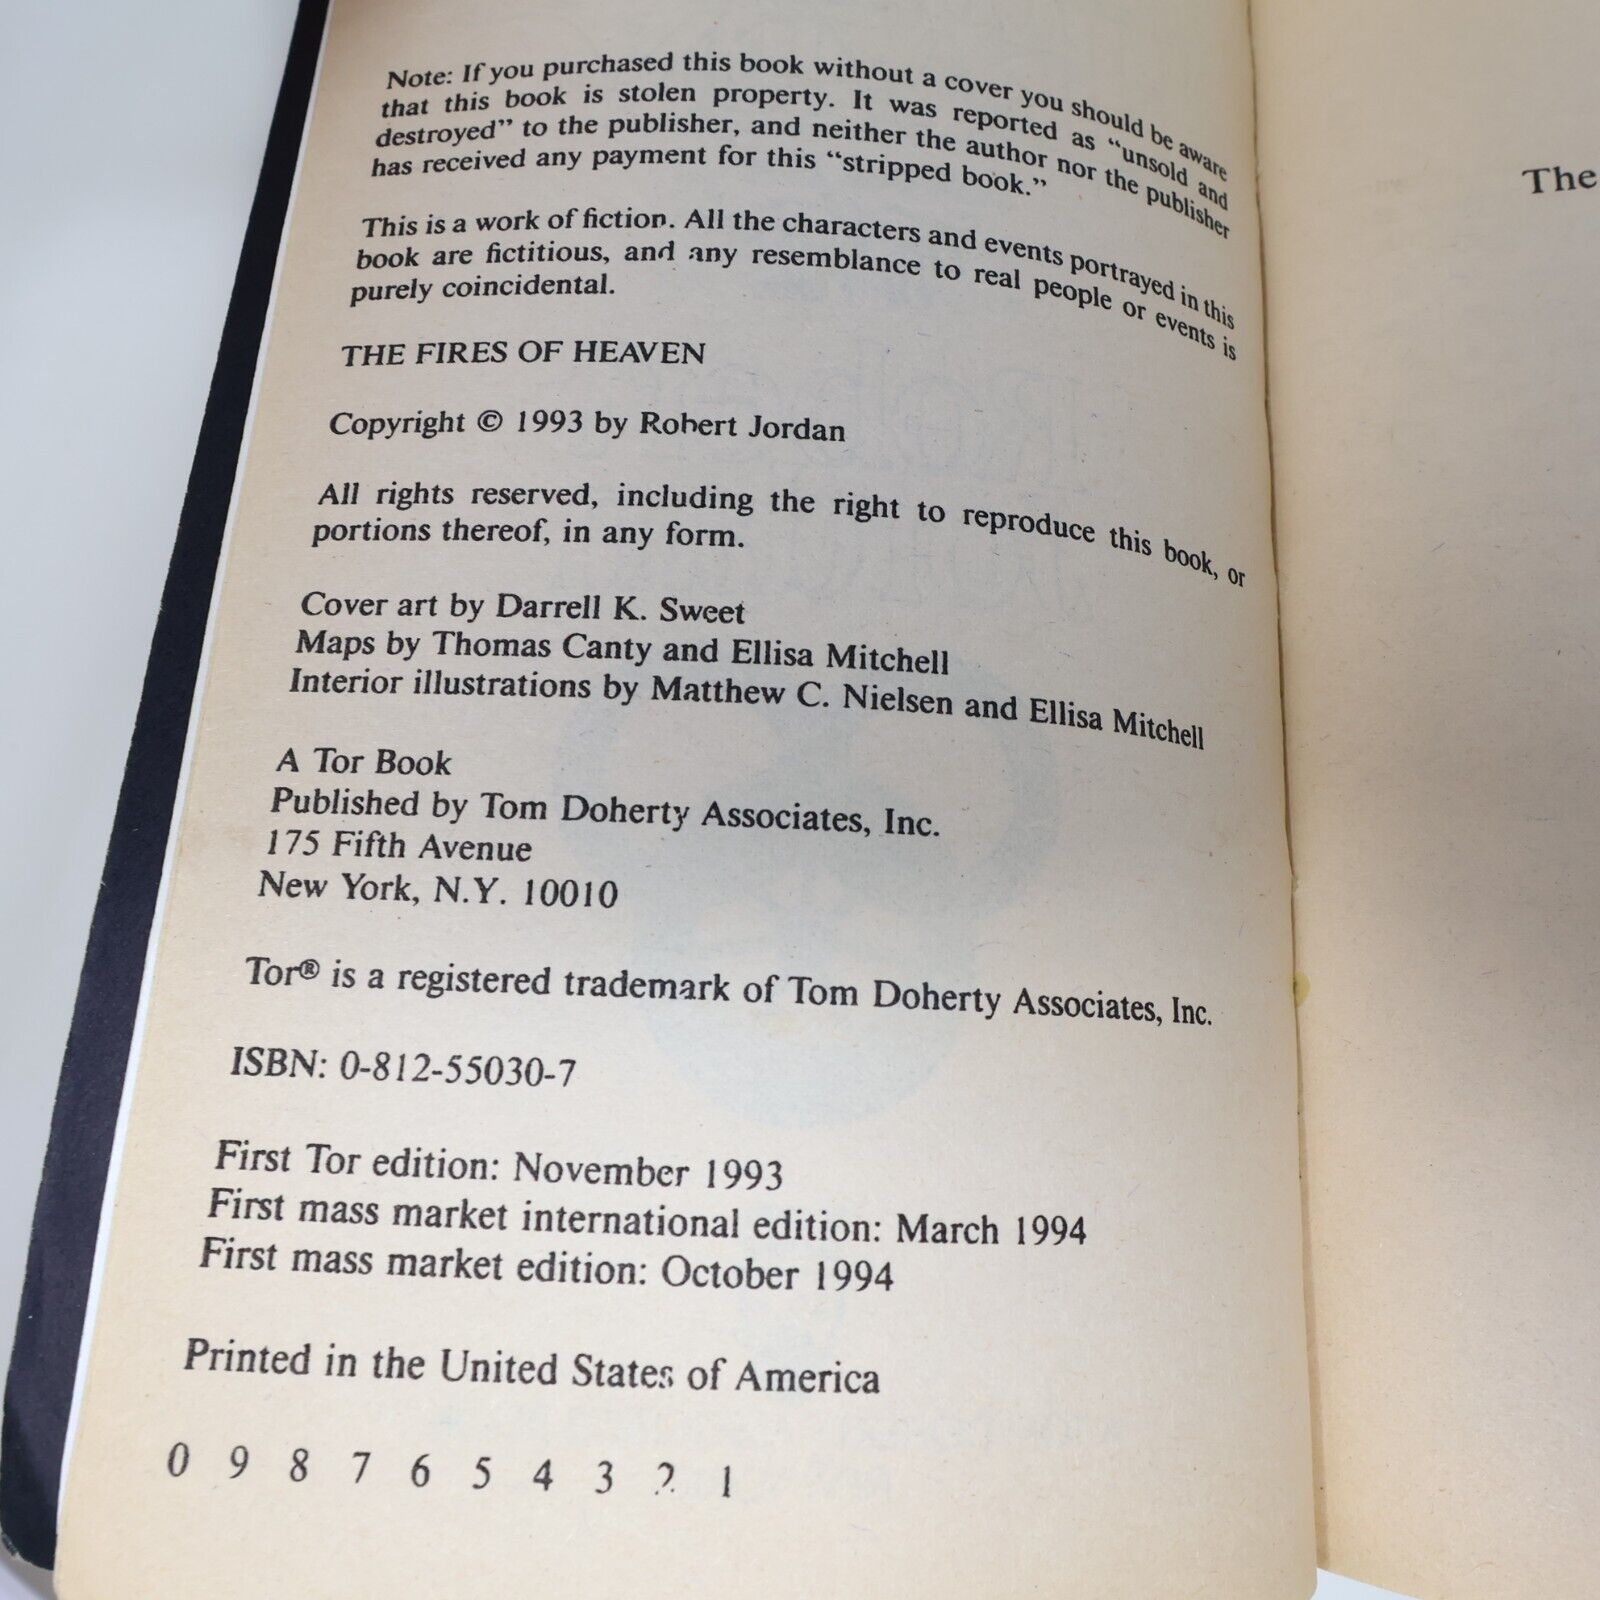 Note: If you purchased this book without a cover you should be aware
that this book is stolen property. It was reported as “unsold and
destroyed” to the publisher, and neither the author nor the publisher
has received any payment for this “stripped book.”
This is a work of fiction. All the characters and events portrayed in this
book are fictitious, and any resemblance to real people or events is
purely coincidental.
THE FIRES OF HEAVEN
Copyright © 1993 by Robert Jordan
All rights reserved, including the right to reproduce this book, or
portions thereof, in any form.
Cover art by Darrell K. Sweet
Maps by Thomas Canty and Ellisa Mitchell
Interior illustrations by Matthew C. Nielsen and Ellisa Mitchell
A Tor Book
Published by Tom Doherty Associates, Inc.
175 Fifth Avenue
New York, N.Y. 10010
Tor® is a registered trademark of Tom Doherty Associates, Inc.
ISBN: 0-812-55030-7
First Tor edition: November 1993
First mass market international edition: March 1994
First mass market edition: October 1994
Printed in the United States of America
0 9 8 7 6 5 4 3 2 1
The